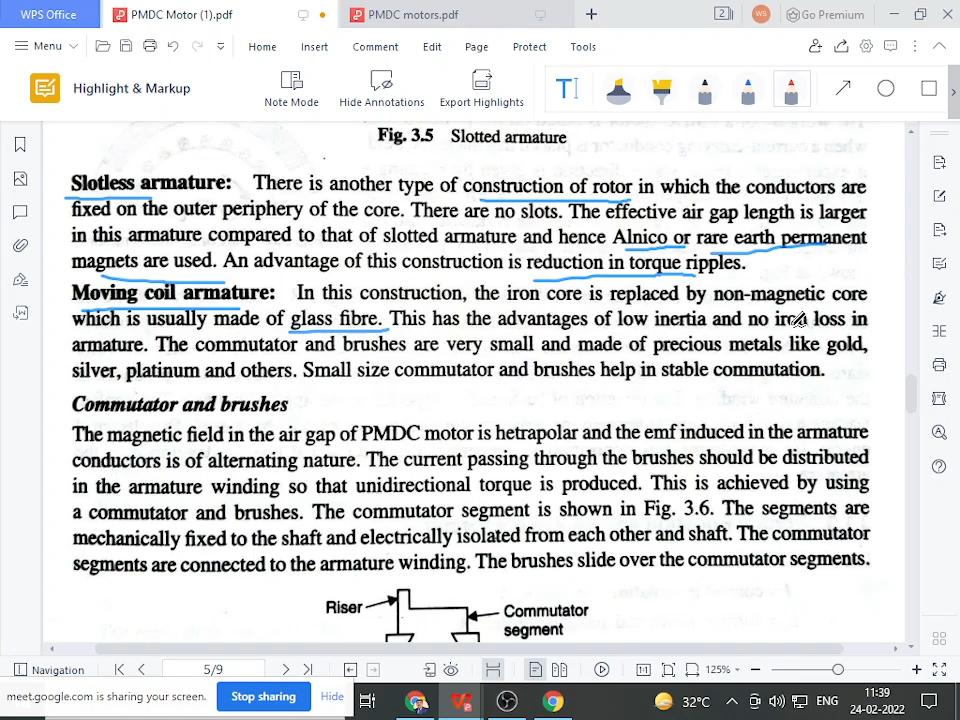 WPS Office
PMDC Motor (1).pdf
PMDC motors.pdf
2
WS
Go Premium
Menu
Home
Insert
Comment
Edit
Page
Protect
Tools
Highlight & Markup
Note Mode
Hide Annotations
Export Highlights
Fig. 3.5 Slotted armature
Slotless armature: There is another type of construction of rotor in which the conductors are
fixed on the outer periphery of the core. There are no slots. The effective air gap length is larger
in this armature compared to that of slotted armature and hence Alnico or rare earth permanent
magnets are used. An advantage of this construction is reduction in torque ripples.
Moving coil armature: In this construction, the iron core is replaced by non-magnetic core
which is usually made of glass fibre. This has the advantages of low inertia and no iron loss in
armature. The commutator and brushes are very small and made of precious metals like gold,
silver, platinum and others. Small size commutator and brushes help in stable commutation.
Commutator and brushes
The magnetic field in the air gap of PMDC motor is hetrapolar and the emf induced in the armature
conductors is of alternating nature. The current passing through the brushes should be distributed
in the armature winding so that unidirectional torque is produced. This is achieved by using
a commutator and brushes. The commutator segment is shown in Fig. 3.6. The segments are
mechanically fixed to the shaft and electrically isolated from each other and shaft. The commutator
segments are connected to the armature winding. The brushes slide over the commutator segments.
Riser
Commutator
segment
Navigation
5/9
1:1
125%
meet.google.com is sharing your screen.
Stop sharing
Hide
32°C
ENG
11:39
24-02-2022